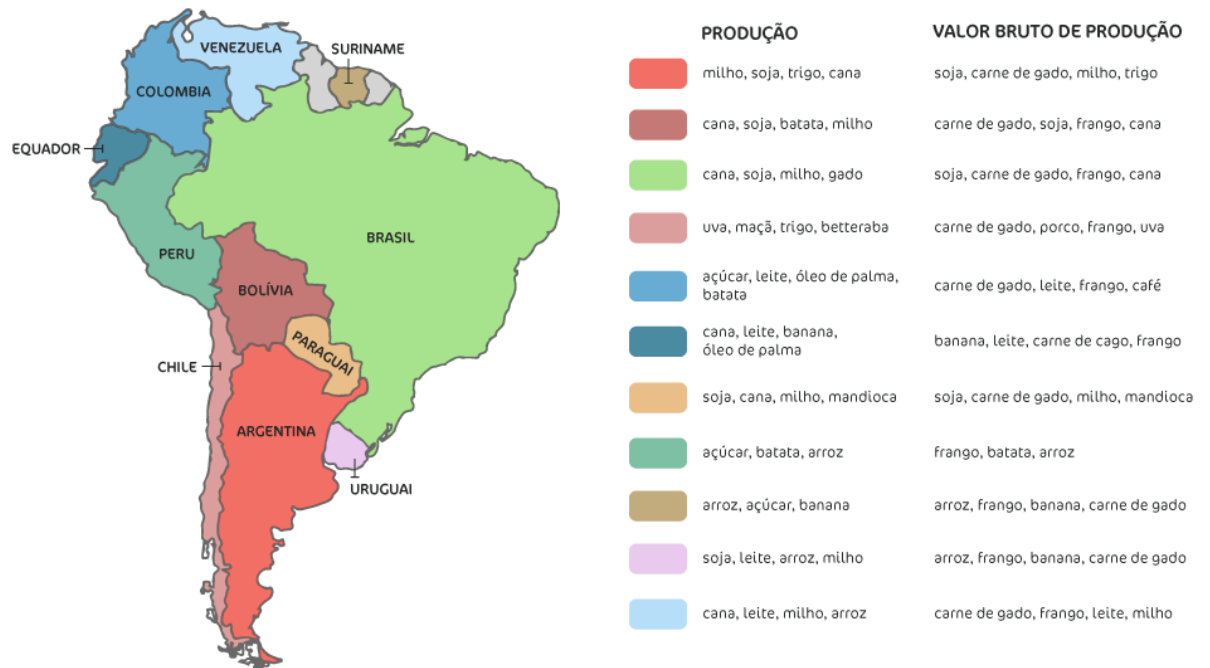 VENEZUELA
SURINAME
COLOMBIA
EQUADOR
BRASIL
PERU
BOLÍVIA
PARAGUAI
CHILE
ARGENTINA
URUGUAI
PRODUÇÃO VALOR BRUTO DE PRODUÇÃO
milho, soja, trigo, cana soja, carne de gado, milho, trigo
cana, soja, batata, milho carne de gado, soja, frango, cana
cana, soja, milho, gado soja, carne de gado, frango, cana
uva, maçã, trigo, betteraba carne de gado, porco, frango, uva
açúcar, leite, óleo de palma,
batata
carne de gado, leite, frango, café
cana, leite, banana,
óleo de palma
banana, leite, carne de cago, frango
soja, cana, milho, mandioca soja, carne de gado, milho, mandioca
açúcar, batata, arroz frango, batata, arroz
arroz, açúcar, banana arroz, frango, banana, carne de gado
soja, leite, arroz, milho arroz, frango, banana, carne de gado
cana, leite, milho, arroz carne de gado, frango, leite, milho